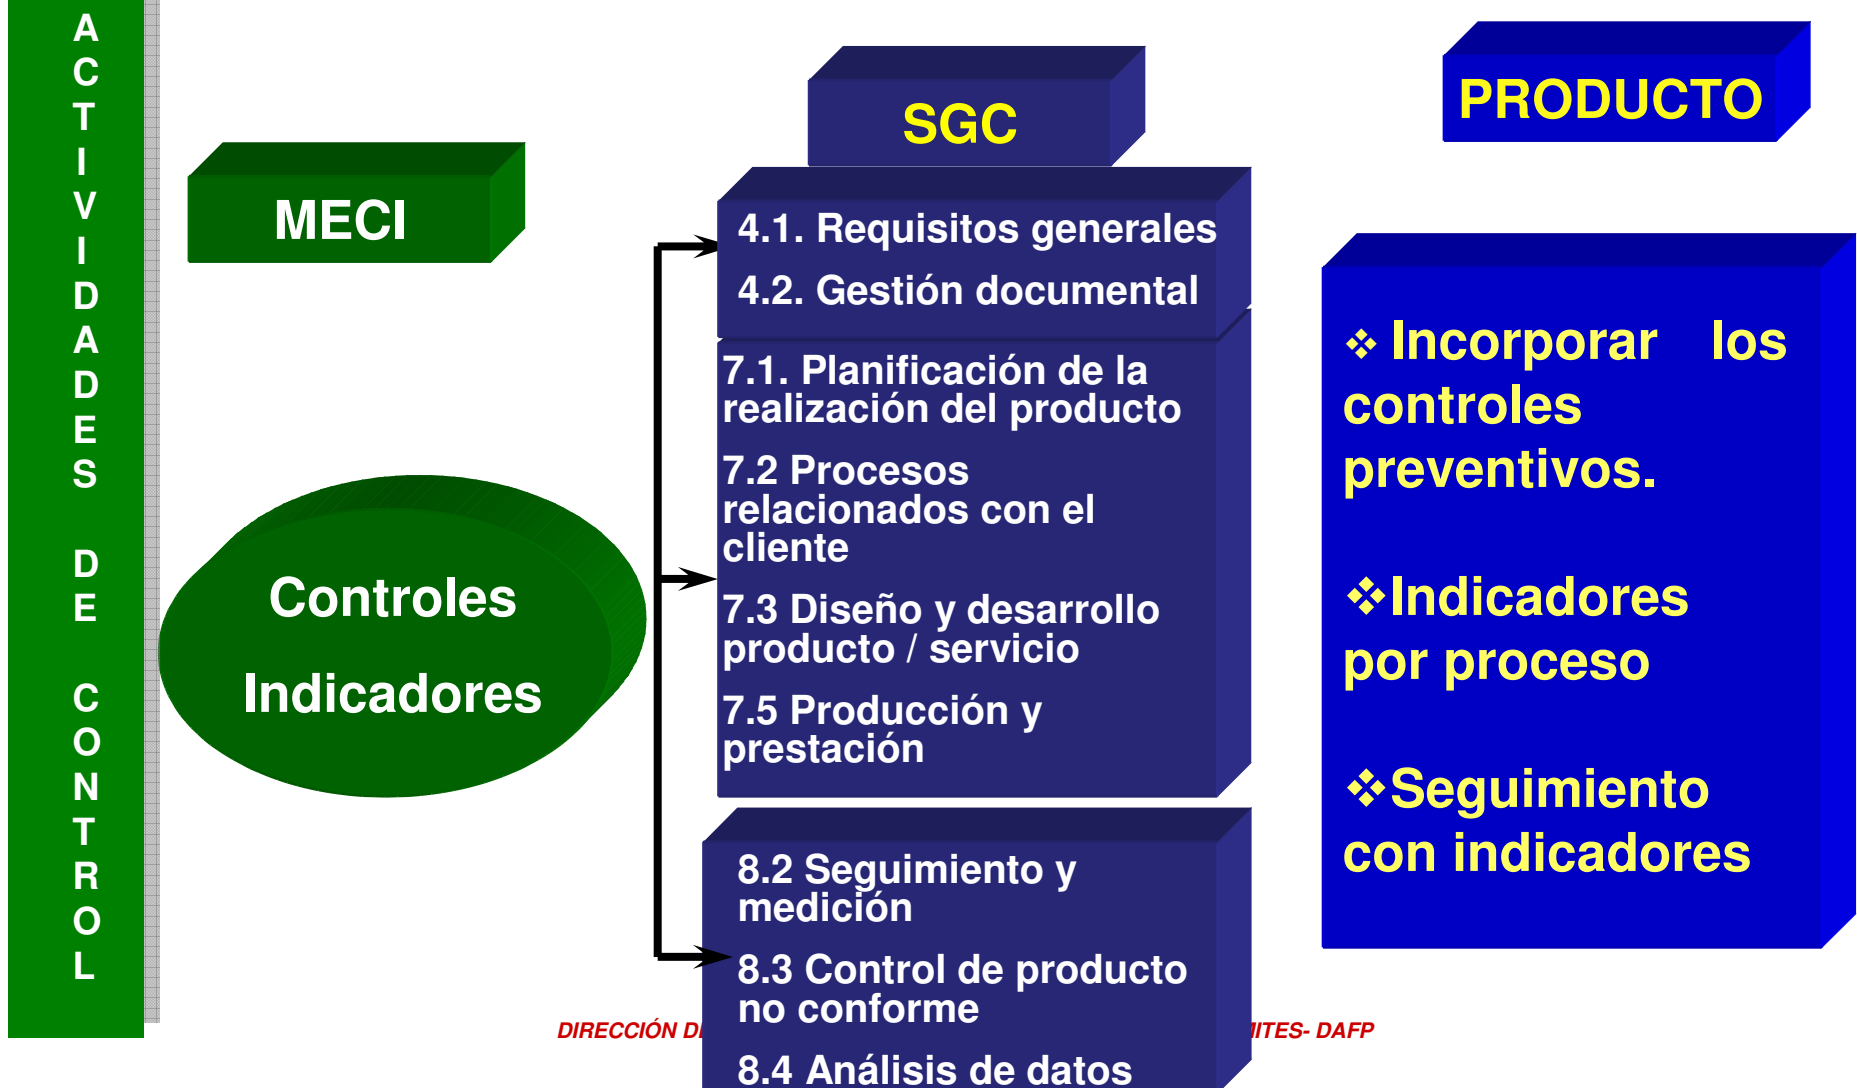 ACTIVIDADES DE CONTROL
MECI
Controles
Indicadores
SGC
4.1. Requisitos generales
4.2. Gestión documental
7.1. Planificación de la
realización del producto
7.2 Procesos
relacionados con el
cliente
7.3 Diseño y desarrollo
producto / servicio
7.5 Producción y
prestación
8.2 Seguimiento y
medición
8.3 Control de producto
no conforme
8.4 Análisis de datos
PRODUCTO
❖ Incorporar los
controles
preventivos.
❖Indicadores
por proceso
❖Seguimiento
con indicadores
DIRECCIÓN - DAFP